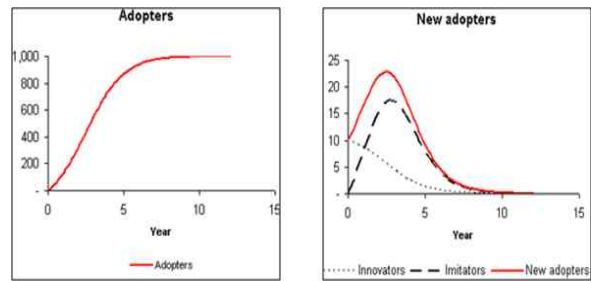 Adopters
1,000
800
600
400
200
-
0 5 10 15
Year
Adopters
New adopters
25
20
15
10
5
-
0 5 10 15
Year
Innovators Imitators New adopters